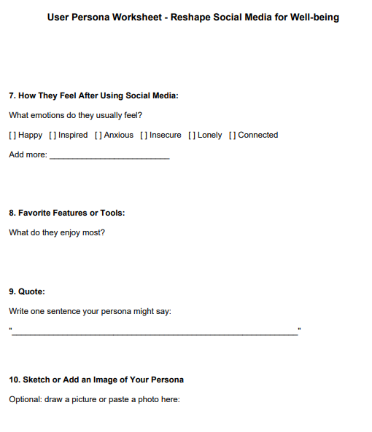 User Persona Worksheet - Reshape Social Media for Well-being
7. How They Feel After Using Social Media:
What emotions do they usually feel?
[ ] Happy [ ] Inspired [ ] Anxious [ ] Insecure [ ] Lonely [ ] Connected
Add more: __________________________
8. Favorite Features or Tools:
What do they enjoy most?
9. Quote:
Write one sentence your persona might say:
"______________________________________________________________"
10. Sketch or Add an Image of Your Persona
Optional: draw a picture or paste a photo here: